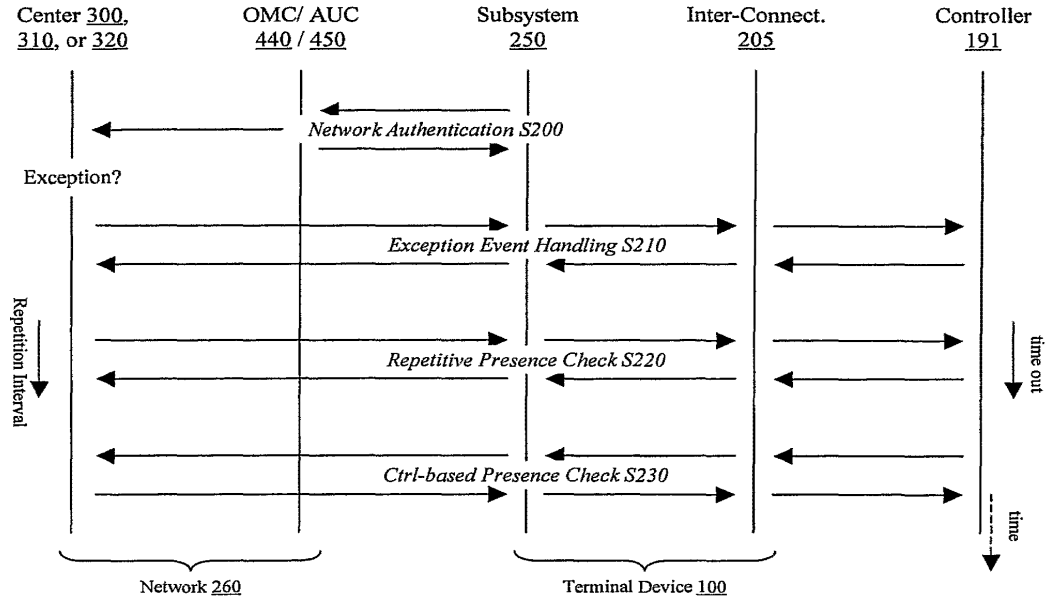 Center 300,
310, or 320
OMC/ AUC
440 / 450
Subsystem
250
Inter-Connect.
205
Controller
191
Network Authentication S200
Exception?
Exception Event Handling S210
Repetition Interval
Repetitive Presence Check S220
time out
Ctrl-based Presence Check S230
time
Network 260
Terminal Device 100